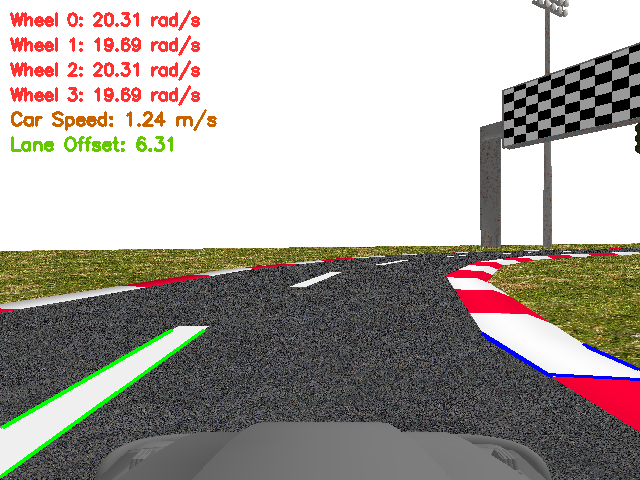 Wheel 0: 20.31 rad/s
Wheel 1: 19.69 rad/s
Wheel 2: 20.31 rad/s
Wheel 3: 19.69 rad/s
Car Speed: 1.24 m/s
Lane Offset: 6.31